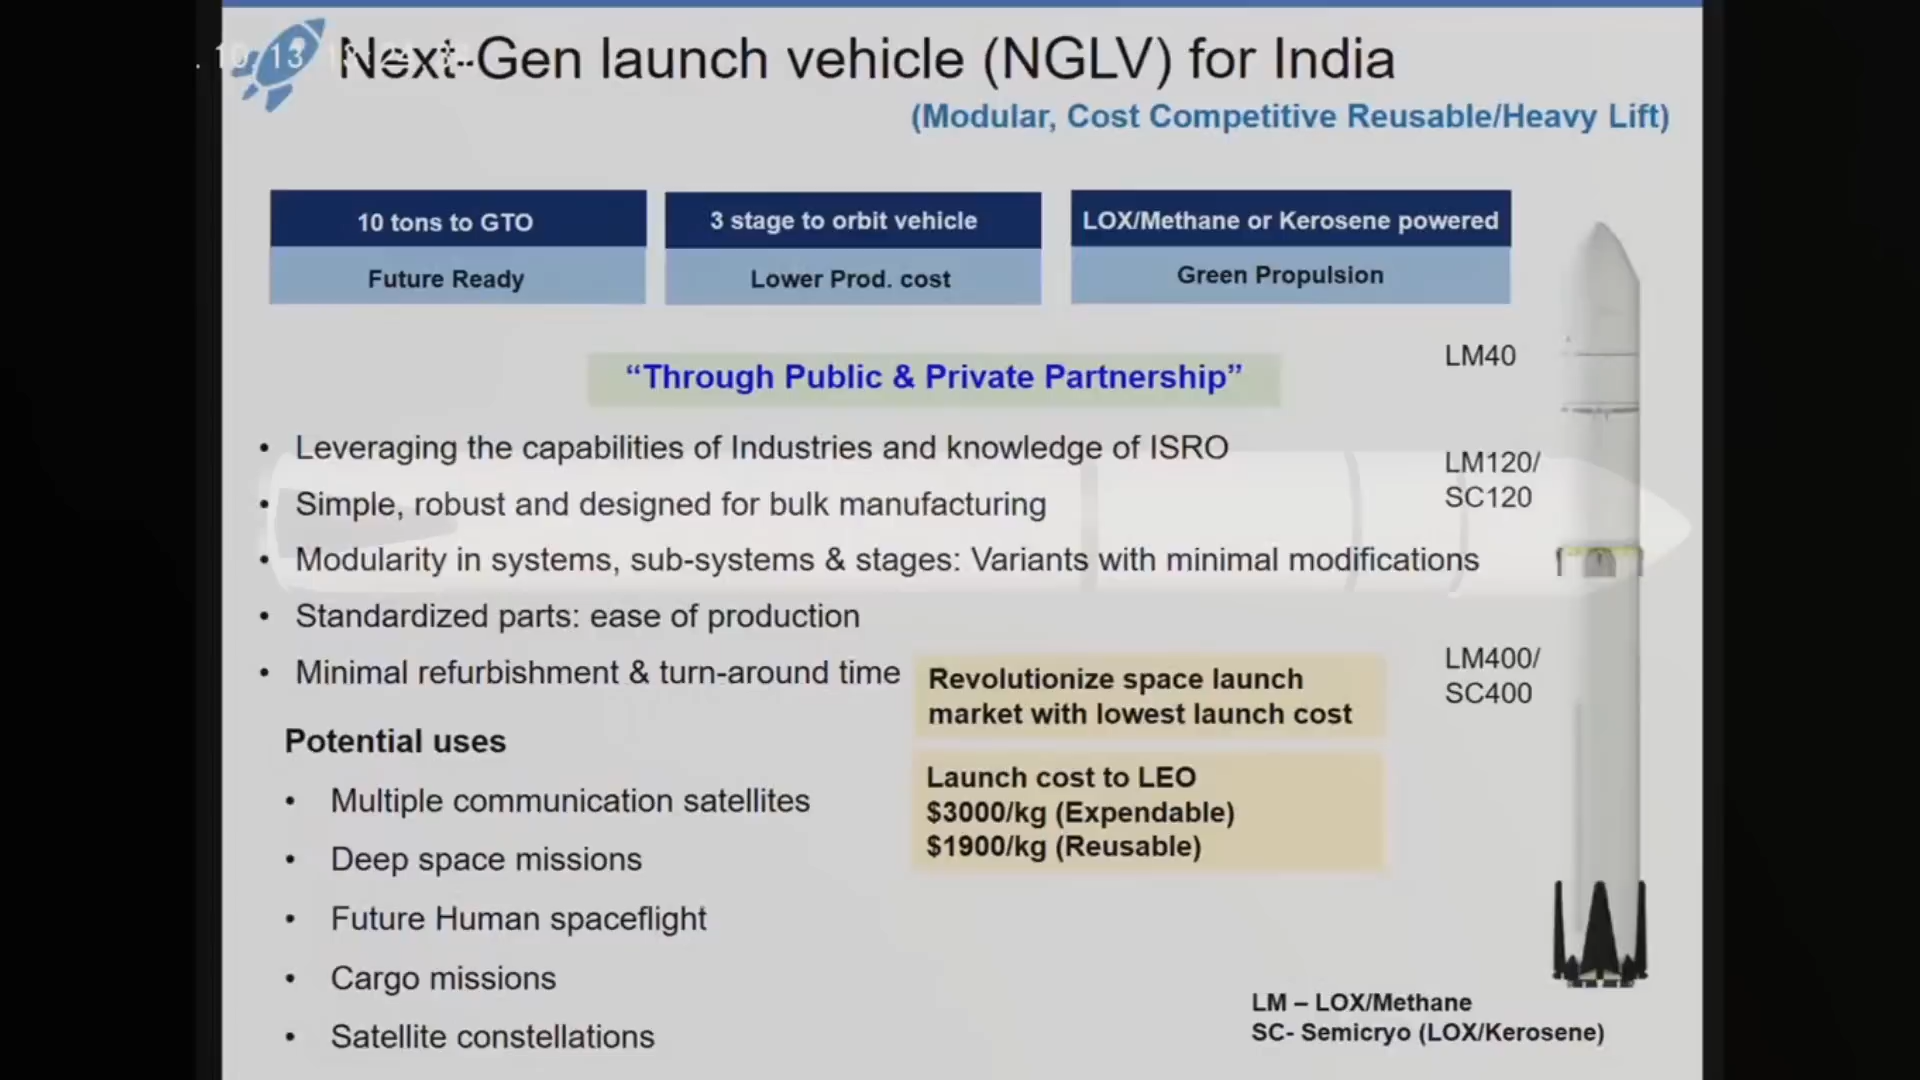 Next-Gen launch vehicle (NGLV) for India
(Modular, Cost Competitive Reusable/Heavy Lift)
10 tons to GTO
Future Ready
3 stage to orbit vehicle
Lower Prod. cost
LOX/Methane or Kerosene powered
Green Propulsion
“Through Public & Private Partnership”
• Leveraging the capabilities of Industries and knowledge of ISRO
• Simple, robust and designed for bulk manufacturing
• Modularity in systems, sub-systems & stages: Variants with minimal modifications
• Standardized parts: ease of production
• Minimal refurbishment & turn-around time
Potential uses
• Multiple communication satellites
• Deep space missions
• Future Human spaceflight
• Cargo missions
• Satellite constellations
Revolutionize space launch
market with lowest launch cost
Launch cost to LEO
$3000/kg (Expendable)
$1900/kg (Reusable)
LM40
LM120/
SC120
LM400/
SC400
LM – LOX/Methane
SC- Semicryo (LOX/Kerosene)